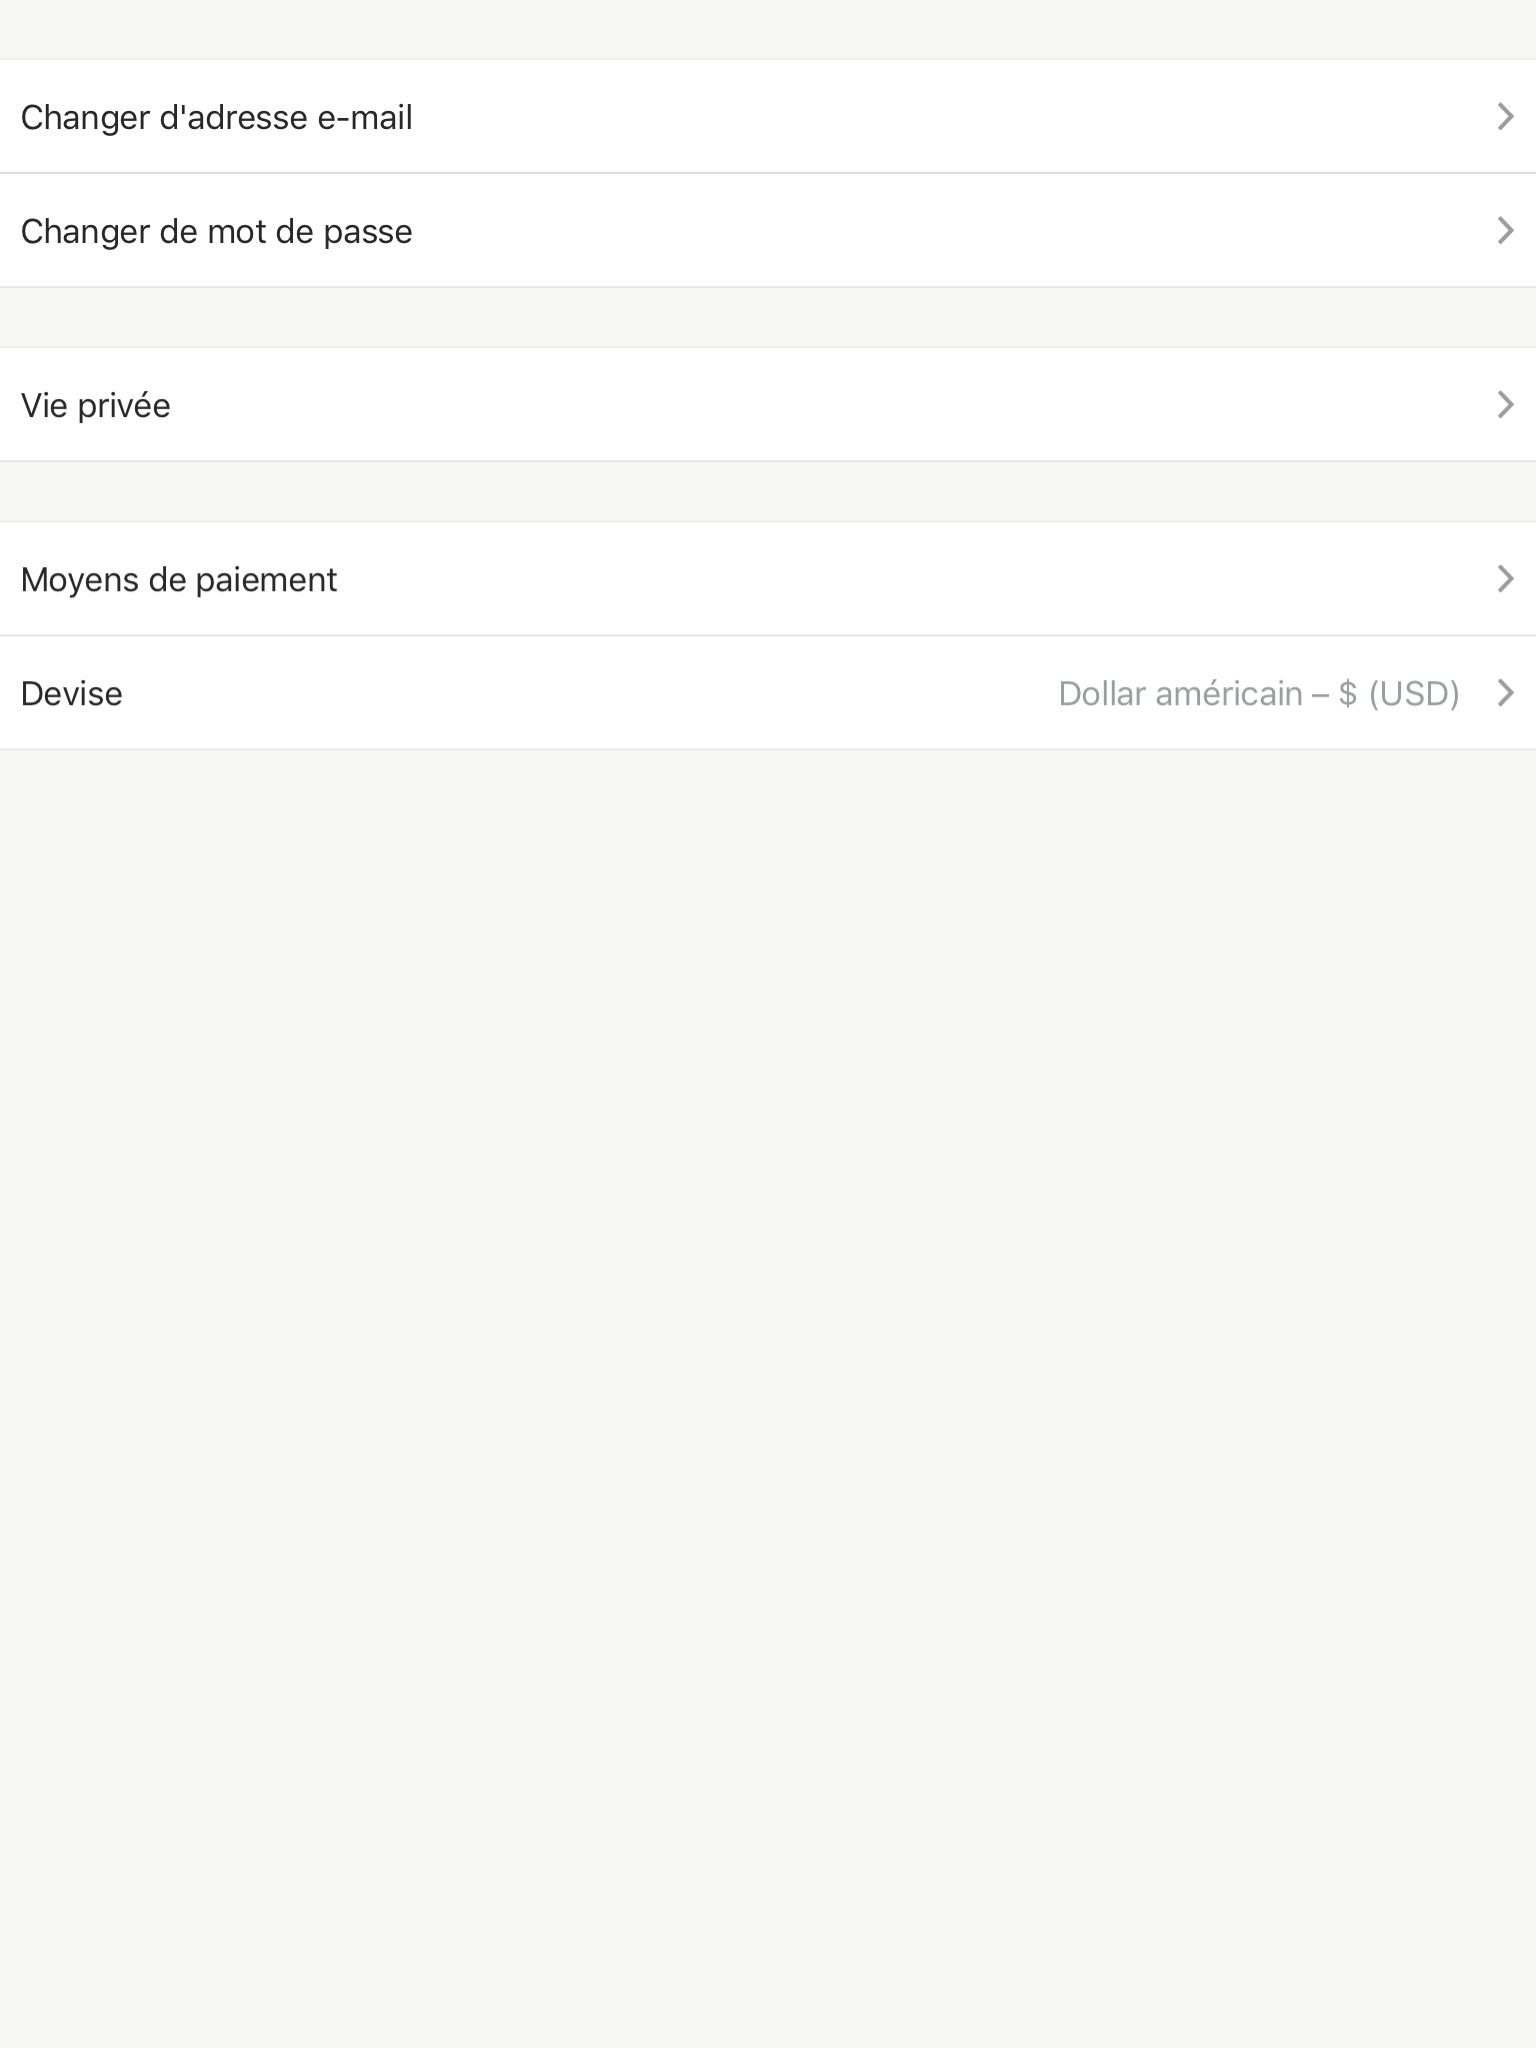 Changer d'adresse e-mail
Changer de mot de passe
Vie privée
Moyens de paiement
Devise Dollar américain – $ (USD)